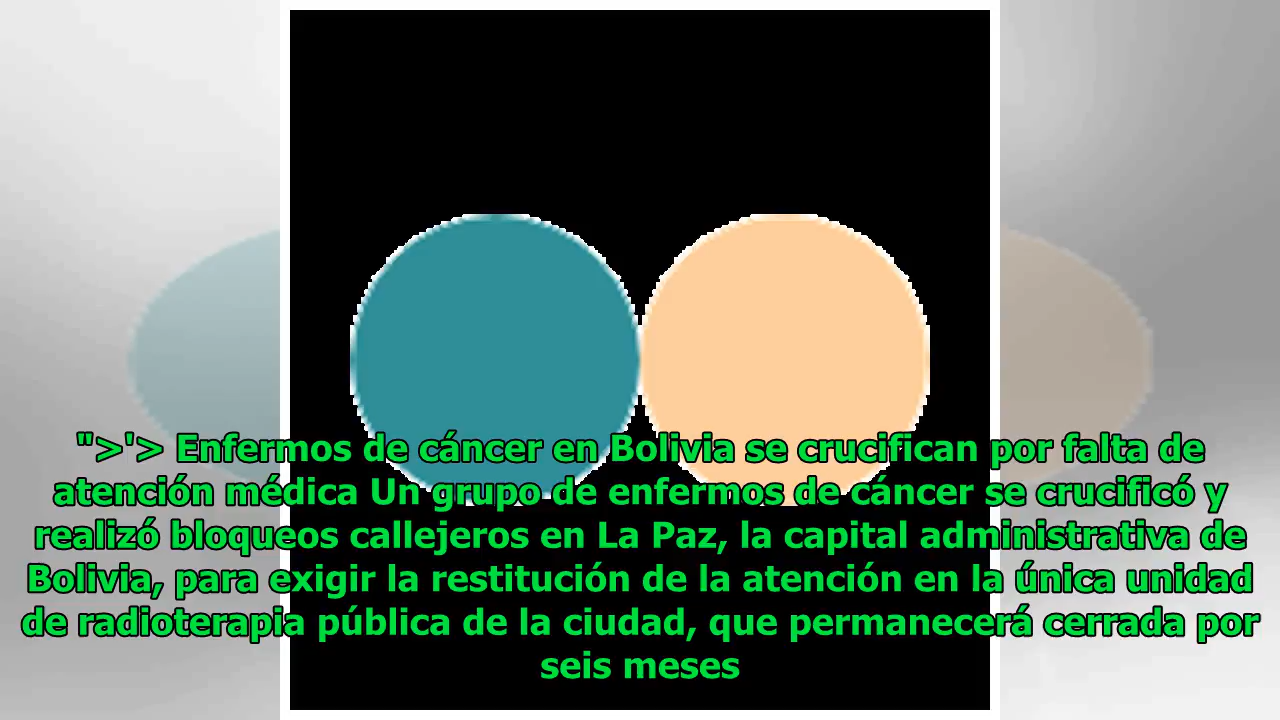 ">'> Enfermos de cáncer en Bolivia se crucifican por falta de
atención médica Un grupo de enfermos de cáncer se crucificó y
realizó bloqueos callejeros en La Paz, la capital administrativa de
Bolivia, para exigir la restitución de la atención en la única unidad
de radioterapia pública de la ciudad, que permanecerá cerrada por
seis meses